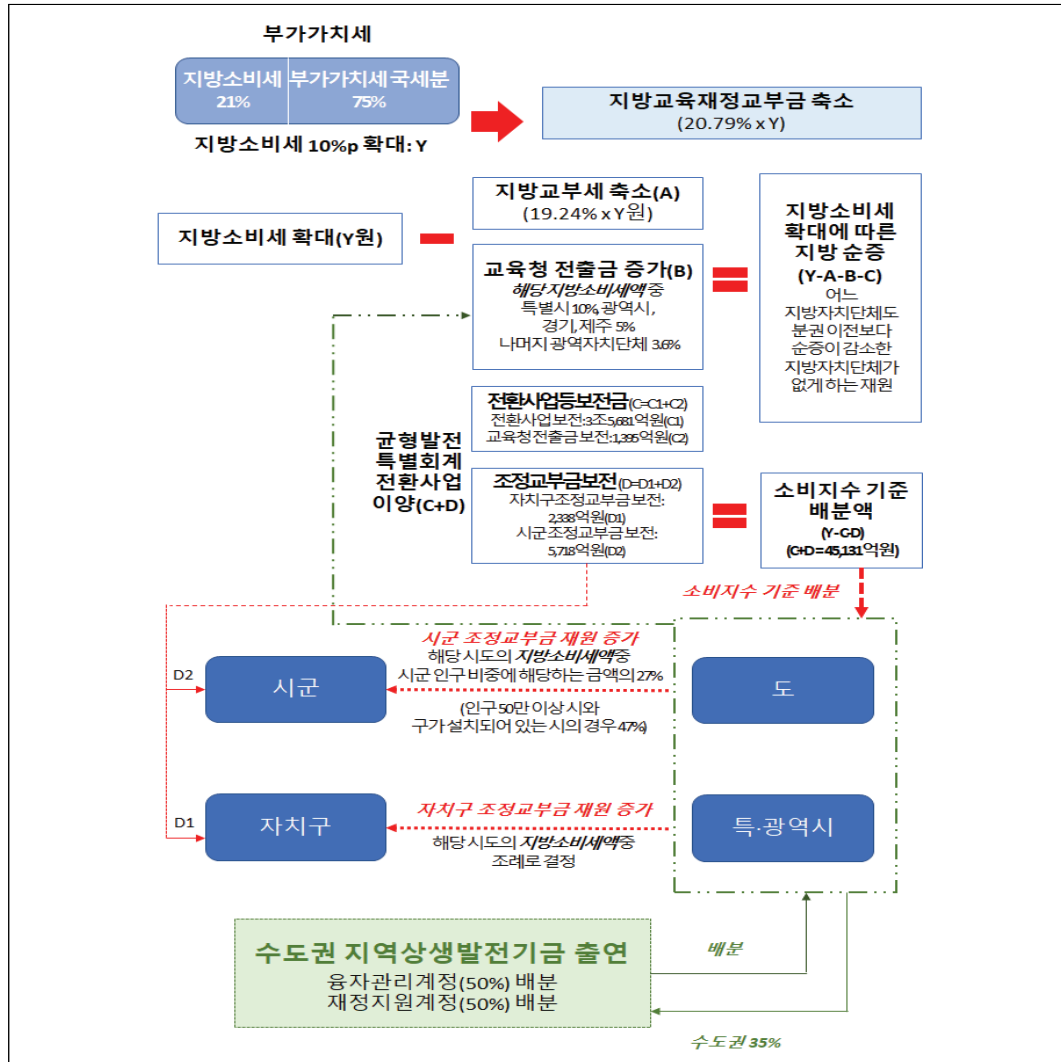 부가가치세
지방소비세
21%
부가가치세 국세분
75%
지방소비세 10%p 확대: Y
지방교육재정교부금 축소
(20.79% x Y)
지방소비세 확대(Y원)
지방교부세 축소(A)
(19.24% x Y원)
교육청 전출금 증가(B)
해당 지방소비세액 중
특별시 10%, 광역시,
경기, 제주 5%
나머지 광역자치단체 3.6%
지방소비세
확대에 따른
지방 순증
(Y-A-B-C)
어느
지방자치단체도
분권 이전보다
순증이 감소한
지방자치단체가
없게 하는 재원
전환사업등보전금(C=C1+C2)
전환사업 보전:3조 5,681억원(C1)
교육청전출금 보전:1,395억원(C2)
균형발전
특별회계
전환사업
이양(C+D)
조정교부금보전(D=D1+D2)
자치구조정교부금보전:
2,338억원(D1)
시군조정교부금보전:
5,718억원(D2)
소비지수 기준
배분액
(Y-C-D)
(C+D = 45,131억원)
소비지수 기준 배분
시군 조정교부금 재원 증가
해당 시도의 지방소비세액중
시군 인구 비중에 해당하는 금액의 27%
(인구 50만 이상 시와
구가 설치되어 있는 시의 경우 47%)
D2
시군
도
D1
자치구
자치구 조정교부금 재원 증가
해당 시도의 지방소비세액중
조례로 결정
특·광역시
수도권 지역상생발전기금 출연
융자관리계정(50%) 배분
재정지원계정(50%) 배분
배분
수도권 35%